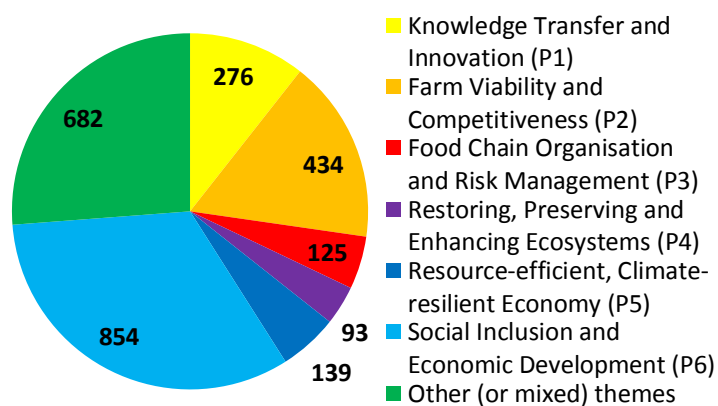 276
434
125
93
139
854
682
Knowledge Transfer and
Innovation (P1)
Farm Viability and
Competitiveness (P2)
Food Chain Organisation
and Risk Management (P3)
Restoring, Preserving and
Enhancing Ecosystems (P4)
Resource-efficient, Climate-
resilient Economy (P5)
Social Inclusion and
Economic Development (P6)
Other (or mixed) themes